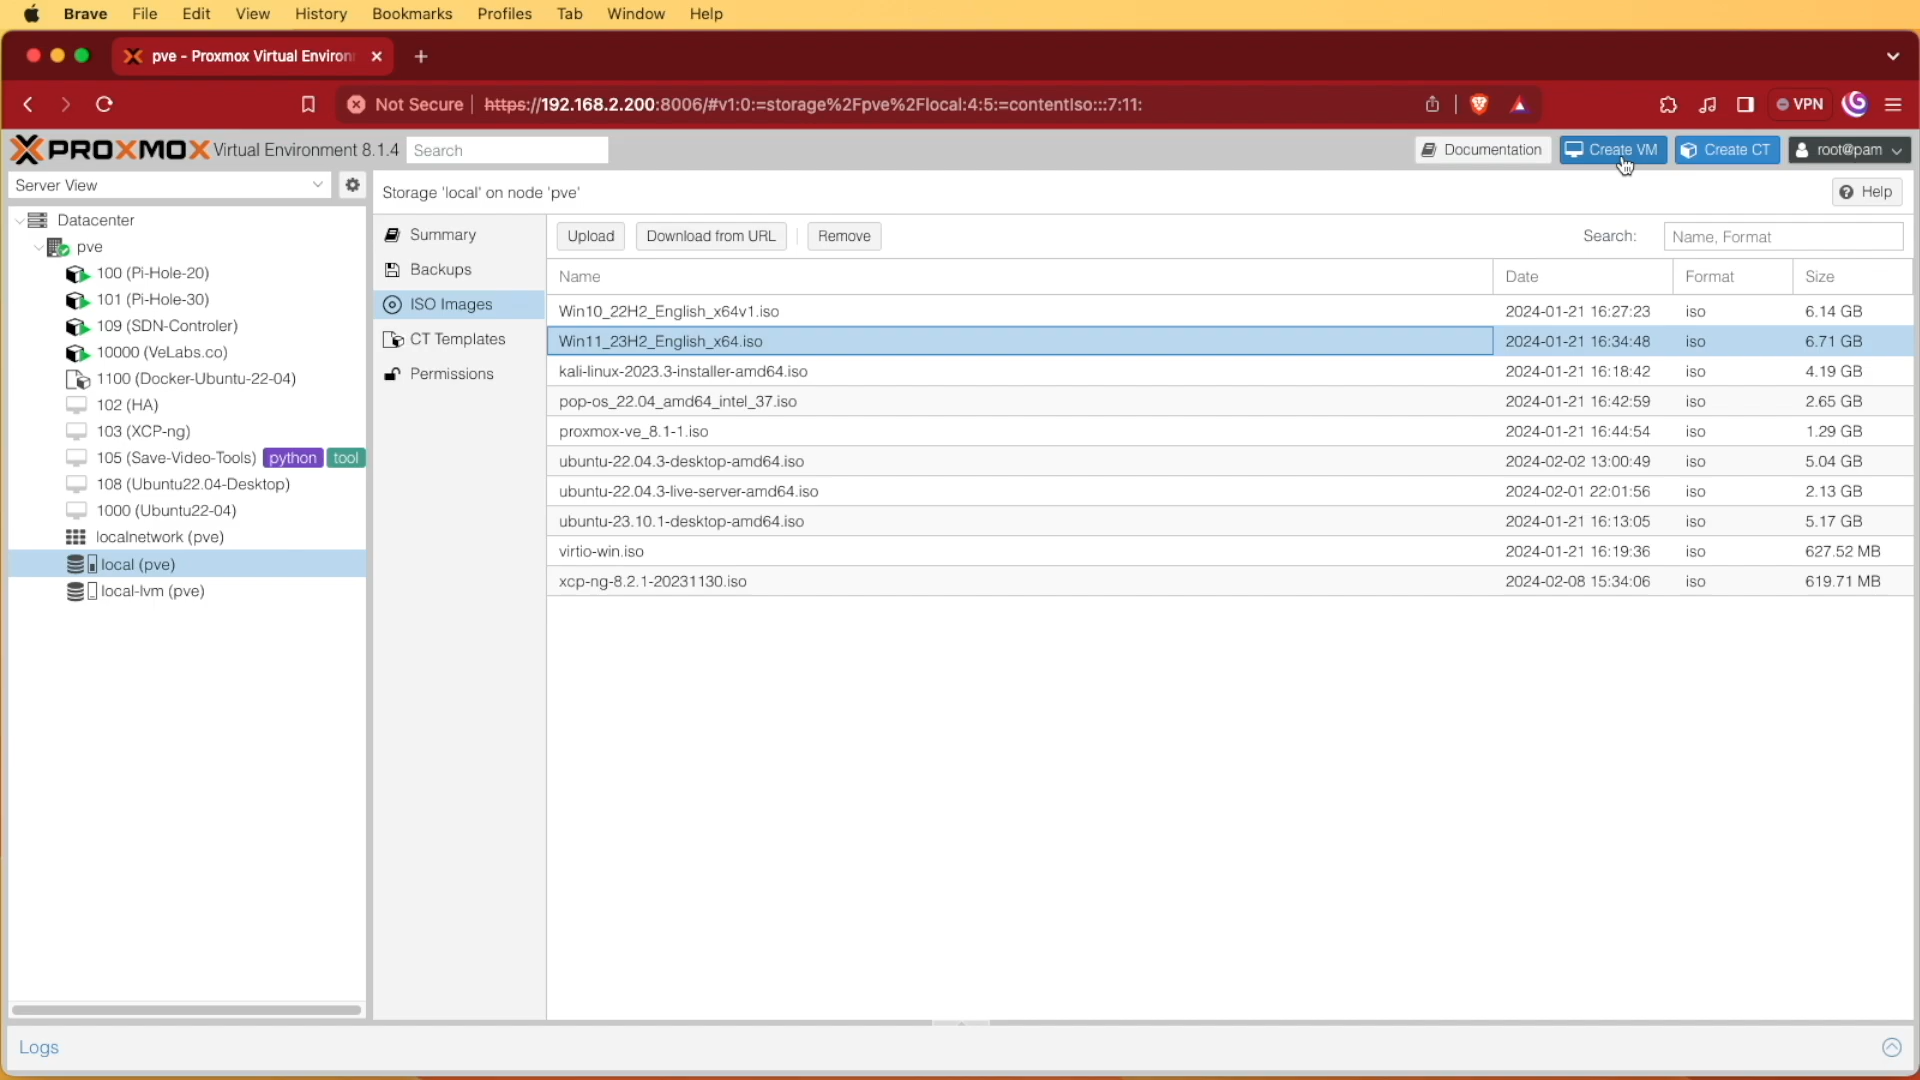 Brave File Edit View History Bookmarks Profiles Tab Window Help
pve - Proxmox Virtual Environ
Not Secure https://192.168.2.200:8006/#v1:0:=storage%2Fpve%2Flocal:4:5:=contentIso:::7:11: VPN
PROXMOX Virtual Environment 8.1.4 Search Documentation Create VM Create CT root@pam
Server View
Storage 'local' on node 'pve' Help
Datacenter
pve
100 (Pi-Hole-20)
101 (Pi-Hole-30)
109 (SDN-Controler)
10000 (VeLabs.co)
1100 (Docker-Ubuntu-22-04)
102 (HA)
103 (XCP-ng)
105 (Save-Video-Tools) python tool
108 (Ubuntu22.04-Desktop)
1000 (Ubuntu22-04)
localnetwork (pve)
local (pve)
local-lvm (pve)
Summary
Backups
ISO Images
CT Templates
Permissions
Upload Download from URL Remove Search: Name, Format
Name Date Format Size
Win10_22H2_English_x64v1.iso 2024-01-21 16:27:23 iso 6.14 GB
Win11_23H2_English_x64.iso 2024-01-21 16:34:48 iso 6.71 GB
kali-linux-2023.3-installer-amd64.iso 2024-01-21 16:18:42 iso 4.19 GB
pop-os_22.04_amd64_intel_37.iso 2024-01-21 16:42:59 iso 2.65 GB
proxmox-ve_8.1-1.iso 2024-01-21 16:44:54 iso 1.29 GB
ubuntu-22.04.3-desktop-amd64.iso 2024-02-02 13:00:49 iso 5.04 GB
ubuntu-22.04.3-live-server-amd64.iso 2024-02-01 22:01:56 iso 2.13 GB
ubuntu-23.10.1-desktop-amd64.iso 2024-01-21 16:13:05 iso 5.17 GB
virtio-win.iso 2024-01-21 16:19:36 iso 627.52 MB
xcp-ng-8.2.1-20231130.iso 2024-02-08 15:34:06 iso 619.71 MB
Logs